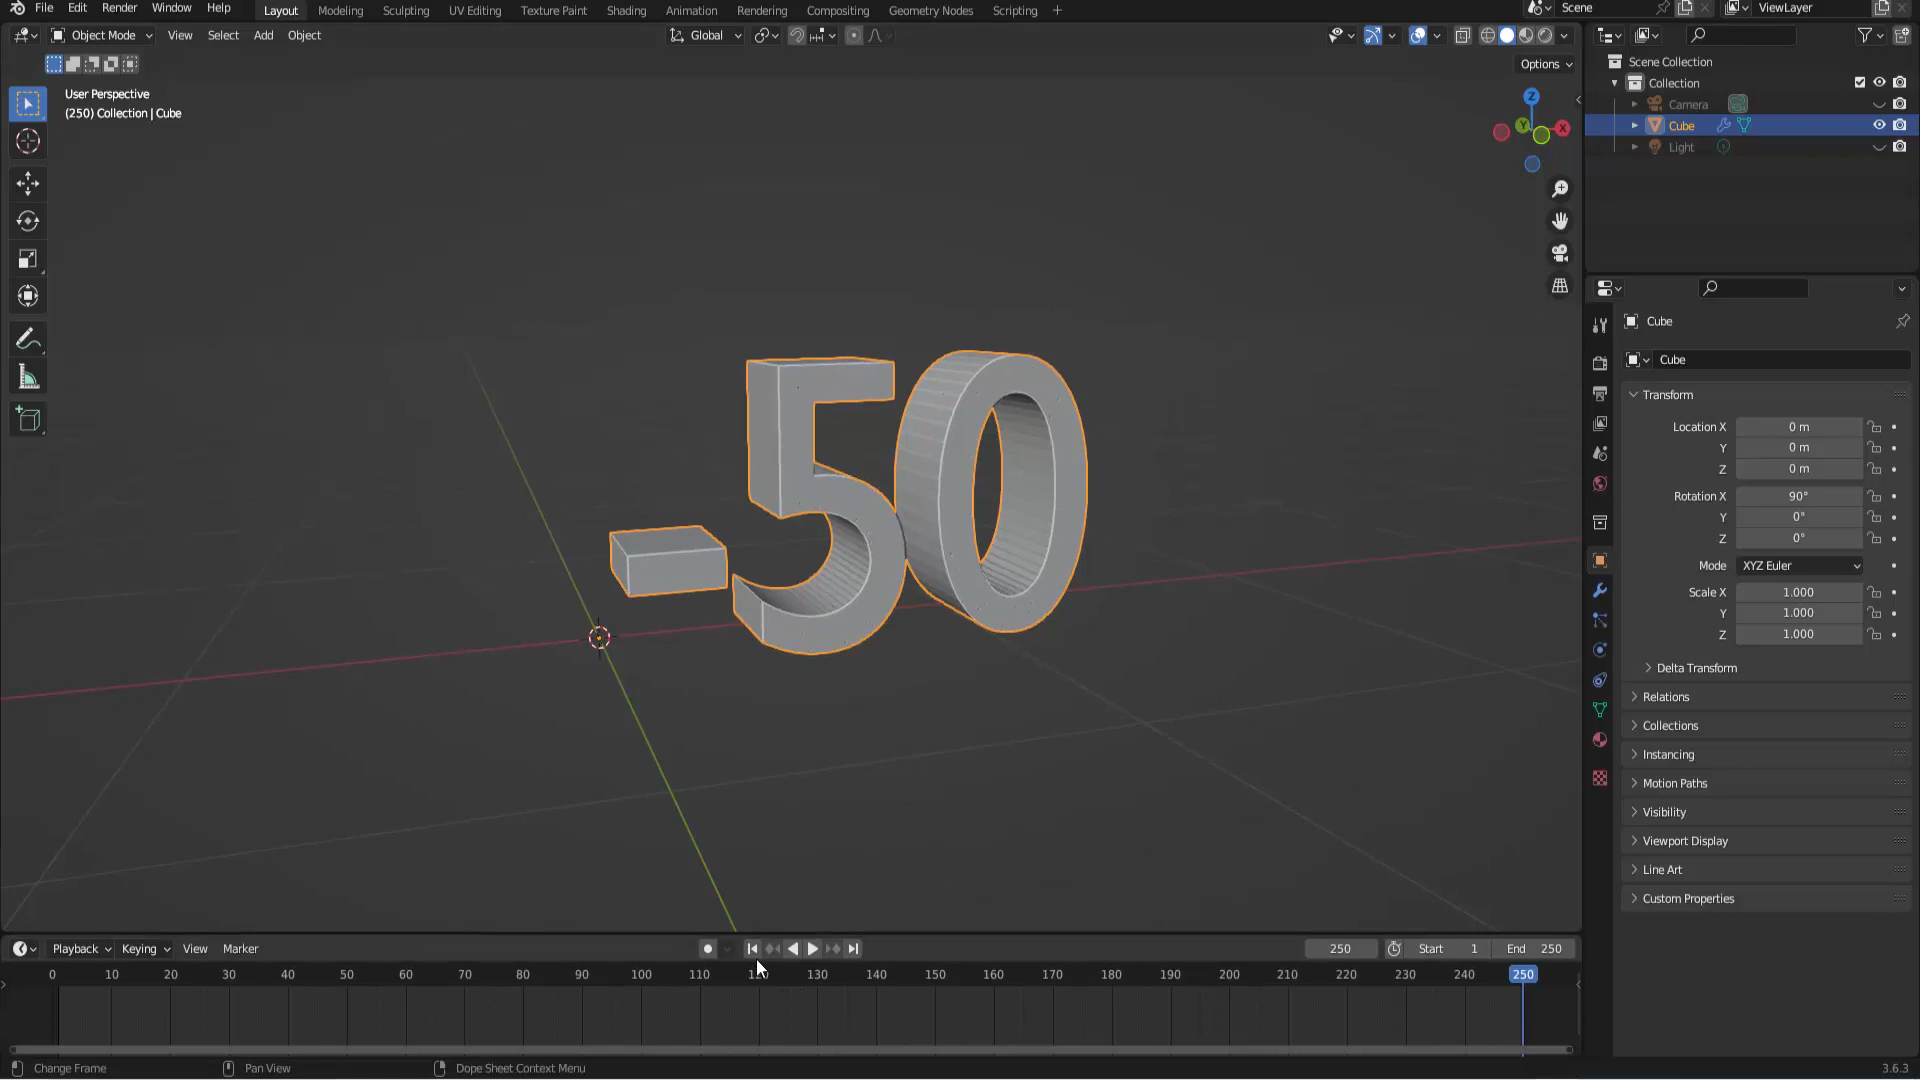 File Edit Render Window Help Layout Modeling Sculpting UV Editing Texture Paint Shading Animation Rendering Compositing Geometry Nodes Scripting + Scene ViewLayer
Object Mode View Select Add Object Global
Options
User Perspective
(250) Collection | Cube
Z
Y
X
-50
Scene Collection
Collection
Camera
Cube
Light
Cube
Cube
Transform
Location X 0 m
Y 0 m
Z 0 m
Rotation X 90°
Y 0°
Z 0°
Mode XYZ Euler
Scale X 1.000
Y 1.000
Z 1.000
Delta Transform
Relations
Collections
Instancing
Motion Paths
Visibility
Viewport Display
Line Art
Custom Properties
Playback Keying View Marker 250 Start 1 End 250
0 10 20 30 40 50 60 70 80 90 100 110 120 130 140 150 160 170 180 190 200 210 220 230 240 250
Change Frame Pan View Dope Sheet Context Menu 3.6.3